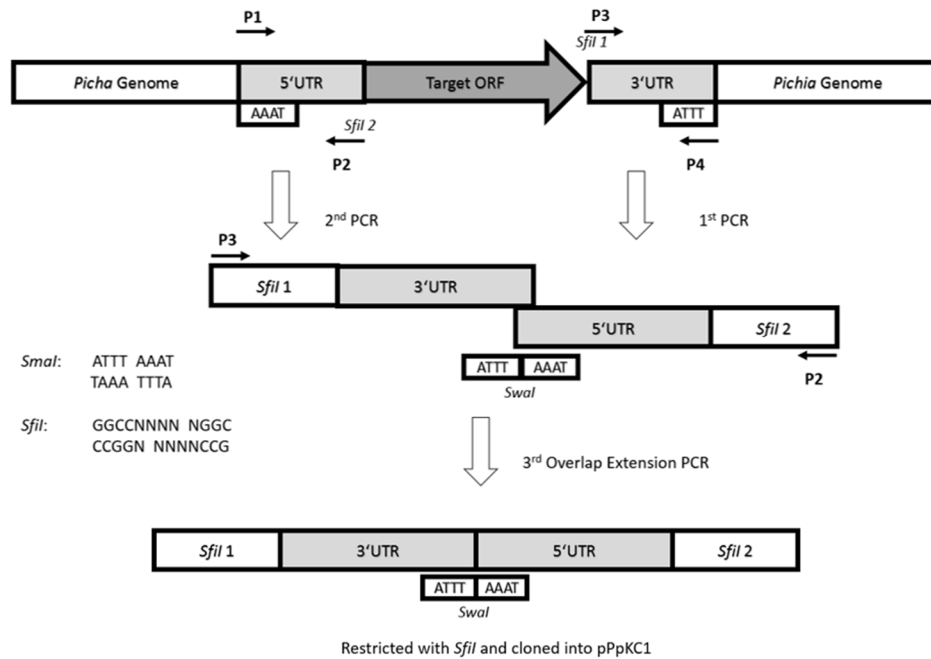 P1
P3
SfiI 1
Picha Genome
5‘UTR
Target ORF
3‘UTR
Pichia Genome
AAAT
SfiI 2
ATTT
P2
P4
2nd PCR
1st PCR
P3
SfiI 1
3‘UTR
5‘UTR
SfiI 2
SmaI: ATTT AAAT
TAAA TTTA
ATTT AAAT
P2
SwaI
SfiI: GGCCNNNN NGGC
CCGGN NNNNCCG
3rd Overlap Extension PCR
SfiI 1
3‘UTR
5‘UTR
SfiI 2
ATTT AAAT
SwaI
Restricted with SfiI and cloned into pPpKC1